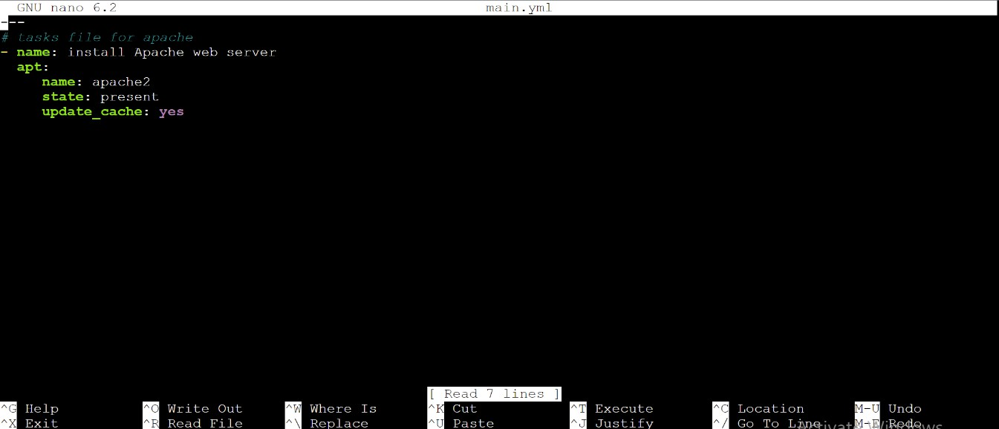 GNU nano 6.2 main.yml
---
# tasks file for apache
- name: install Apache web server
  apt:
     name: apache2
     state: present
     update_cache: yes
[ Read 7 lines ]
^G Help ^O Write Out ^W Where Is ^K Cut ^T Execute ^C Location M-U Undo
^X Exit ^R Read File ^\ Replace ^U Paste ^J Justify ^/ Go To Line M-E Redo
Activate Windows